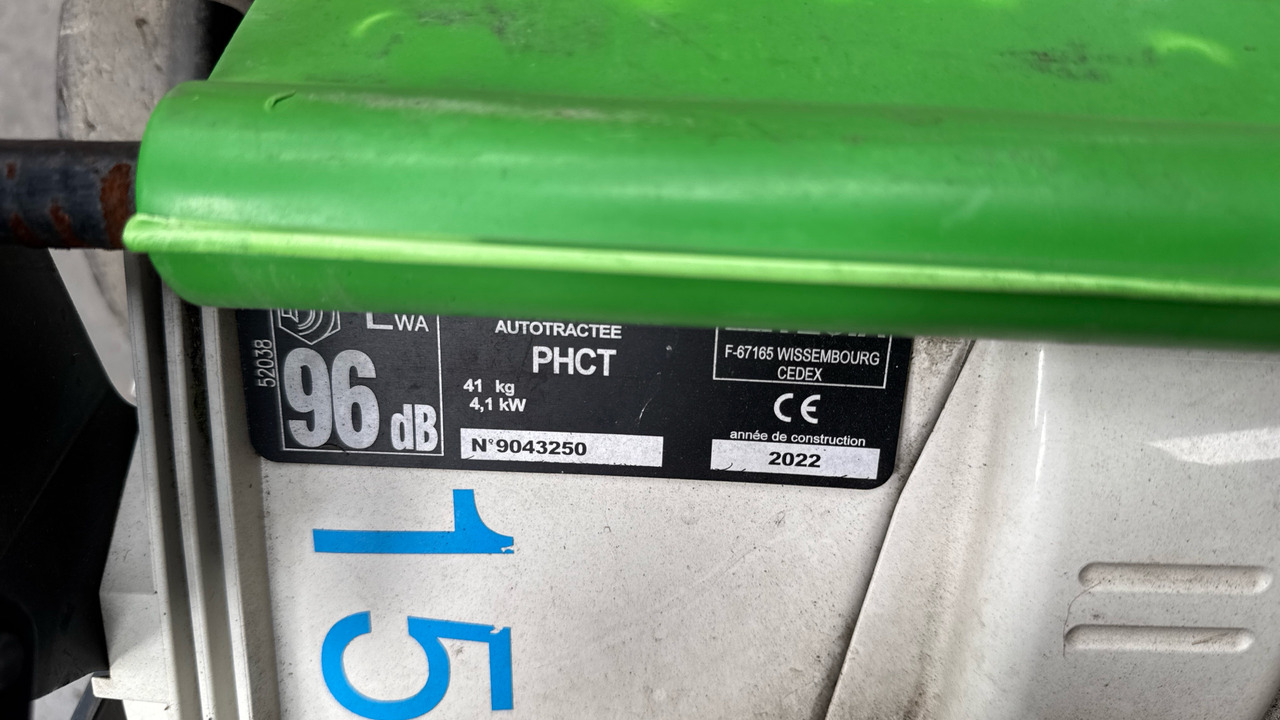 LWA
96 dB
52038
AUTOTRACTEE
PHCT
41 kg
4,1 kW
N°9043250
F-67165 WISSEMBOURG
CEDEX
CE
année de construction
2022
15